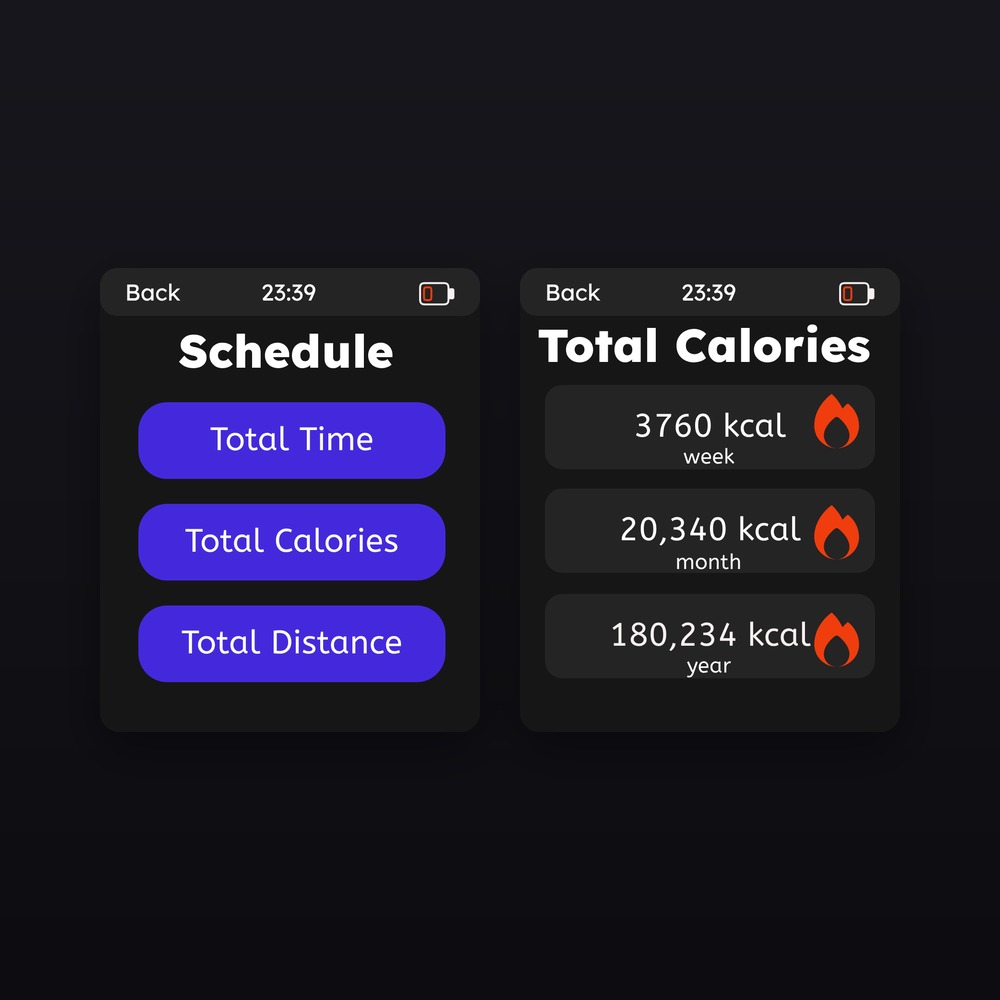 Back 23:39
Schedule
Total Time
Total Calories
Total Distance
Back 23:39
Total Calories
3760 kcal
week
20,340 kcal
month
180,234 kcal
year